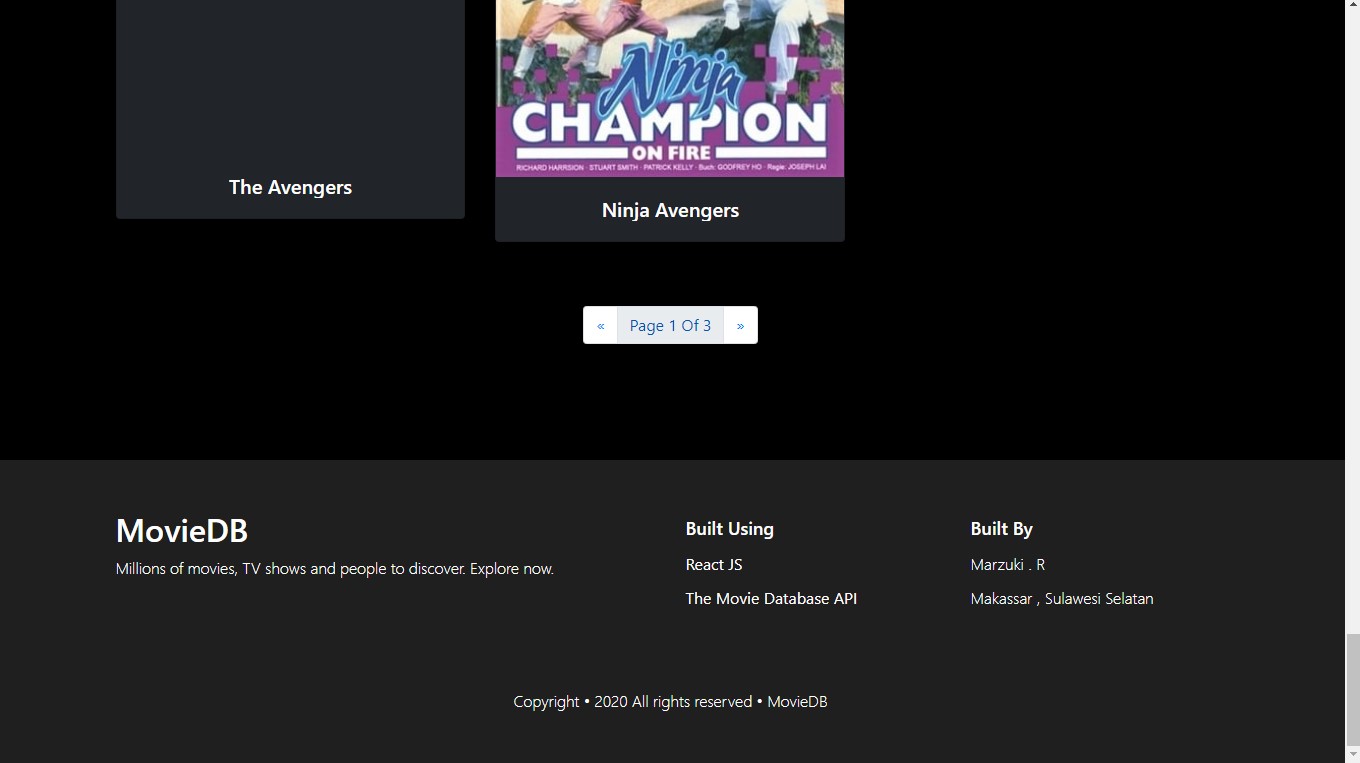 Ninja
CHAMPION
ON FIRE
RICHARD HARRSION · STUART SMITH · PATRICK KELLY · Buch: GODFREY HO · Regie: JOSEPH LAI
The Avengers
Ninja Avengers
« Page 1 Of 3 »
MovieDB
Millions of movies, TV shows and people to discover. Explore now.
Built Using
React JS
The Movie Database API
Built By
Marzuki . R
Makassar , Sulawesi Selatan
Copyright • 2020 All rights reserved • MovieDB